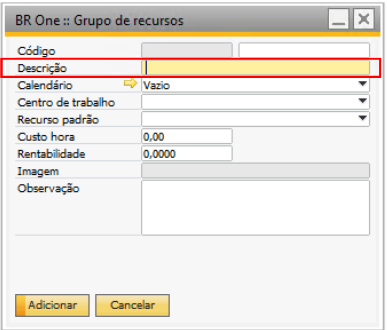 BR One :: Grupo de recursos
Código
Descrição
Calendário Vazio
Centro de trabalho
Recurso padrão
Custo hora 0,00
Rentabilidade 0,0000
Imagem
Observação
Adicionar Cancelar